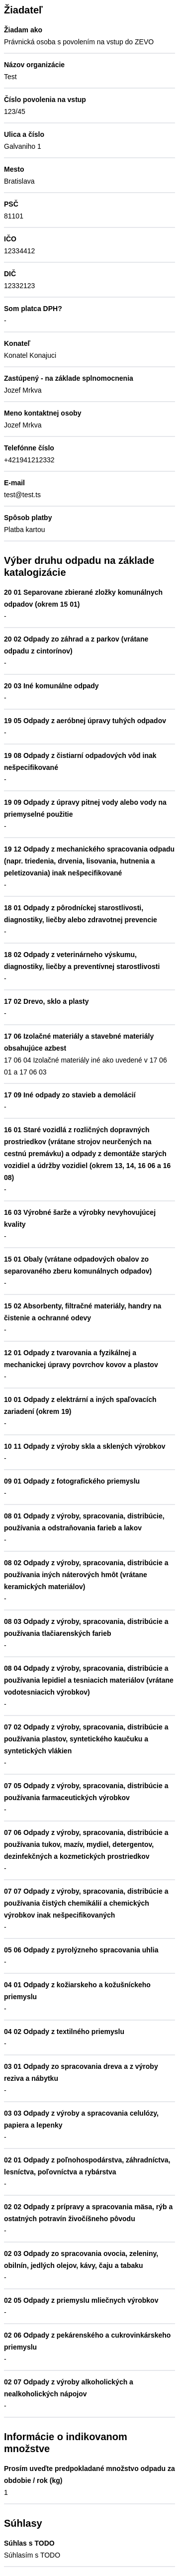 Žiadateľ
Žiadam ako
Právnická osoba s povolením na vstup do ZEVO
Názov organizácie
Test
Číslo povolenia na vstup
123/45
Ulica a číslo
Galvaniho 1
Mesto
Bratislava
PSČ
81101
IČO
12334412
DIČ
12332123
Som platca DPH?
-
Konateľ
Konatel Konajuci
Zastúpený - na základe splnomocnenia
Jozef Mrkva
Meno kontaktnej osoby
Jozef Mrkva
Telefónne číslo
+421941212332
E-mail
test@test.ts
Spôsob platby
Platba kartou
Výber druhu odpadu na základe
katalogizácie
20 01 Separovane zbierané zložky komunálnych
odpadov (okrem 15 01)
-
20 02 Odpady zo záhrad a z parkov (vrátane
odpadu z cintorínov)
-
20 03 Iné komunálne odpady
-
19 05 Odpady z aeróbnej úpravy tuhých odpadov
-
19 08 Odpady z čistiarní odpadových vôd inak
nešpecifikované
-
19 09 Odpady z úpravy pitnej vody alebo vody na
priemyselné použitie
-
19 12 Odpady z mechanického spracovania odpadu
(napr. triedenia, drvenia, lisovania, hutnenia a
peletizovania) inak nešpecifikované
-
18 01 Odpady z pôrodníckej starostlivosti,
diagnostiky, liečby alebo zdravotnej prevencie
-
18 02 Odpady z veterinárneho výskumu,
diagnostiky, liečby a preventívnej starostlivosti
-
17 02 Drevo, sklo a plasty
-
17 06 Izolačné materiály a stavebné materiály
obsahujúce azbest
17 06 04 Izolačné materiály iné ako uvedené v 17 06
01 a 17 06 03
17 09 Iné odpady zo stavieb a demolácií
-
16 01 Staré vozidlá z rozličných dopravných
prostriedkov (vrátane strojov neurčených na
cestnú premávku) a odpady z demontáže starých
vozidiel a údržby vozidiel (okrem 13, 14, 16 06 a 16
08)
-
16 03 Výrobné šarže a výrobky nevyhovujúcej
kvality
-
15 01 Obaly (vrátane odpadových obalov zo
separovaného zberu komunálnych odpadov)
-
15 02 Absorbenty, filtračné materiály, handry na
čistenie a ochranné odevy
-
12 01 Odpady z tvarovania a fyzikálnej a
mechanickej úpravy povrchov kovov a plastov
-
10 01 Odpady z elektrární a iných spaľovacích
zariadení (okrem 19)
-
10 11 Odpady z výroby skla a sklených výrobkov
-
09 01 Odpady z fotografického priemyslu
-
08 01 Odpady z výroby, spracovania, distribúcie,
používania a odstraňovania farieb a lakov
-
08 02 Odpady z výroby, spracovania, distribúcie a
používania iných náterových hmôt (vrátane
keramických materiálov)
-
08 03 Odpady z výroby, spracovania, distribúcie a
používania tlačiarenských farieb
-
08 04 Odpady z výroby, spracovania, distribúcie a
používania lepidiel a tesniacich materiálov (vrátane
vodotesniacich výrobkov)
-
07 02 Odpady z výroby, spracovania, distribúcie a
používania plastov, syntetického kaučuku a
syntetických vlákien
-
07 05 Odpady z výroby, spracovania, distribúcie a
používania farmaceutických výrobkov
-
07 06 Odpady z výroby, spracovania, distribúcie a
používania tukov, mazív, mydiel, detergentov,
dezinfekčných a kozmetických prostriedkov
-
07 07 Odpady z výroby, spracovania, distribúcie a
používania čistých chemikálií a chemických
výrobkov inak nešpecifikovaných
-
05 06 Odpady z pyrolýzneho spracovania uhlia
-
04 01 Odpady z kožiarskeho a kožušníckeho
priemyslu
-
04 02 Odpady z textilného priemyslu
-
03 01 Odpady zo spracovania dreva a z výroby
reziva a nábytku
-
03 03 Odpady z výroby a spracovania celulózy,
papiera a lepenky
-
02 01 Odpady z poľnohospodárstva, záhradníctva,
lesníctva, poľovníctva a rybárstva
-
02 02 Odpady z prípravy a spracovania mäsa, rýb a
ostatných potravín živočíšneho pôvodu
-
02 03 Odpady zo spracovania ovocia, zeleniny,
obilnín, jedlých olejov, kávy, čaju a tabaku
-
02 05 Odpady z priemyslu mliečnych výrobkov
-
02 06 Odpady z pekárenského a cukrovinkárskeho
priemyslu
-
02 07 Odpady z výroby alkoholických a
nealkoholických nápojov
-
Informácie o indikovanom
množstve
Prosím uveďte predpokladané množstvo odpadu za
obdobie / rok (kg)
1
Súhlasy
Súhlas s TODO
Súhlasím s TODO